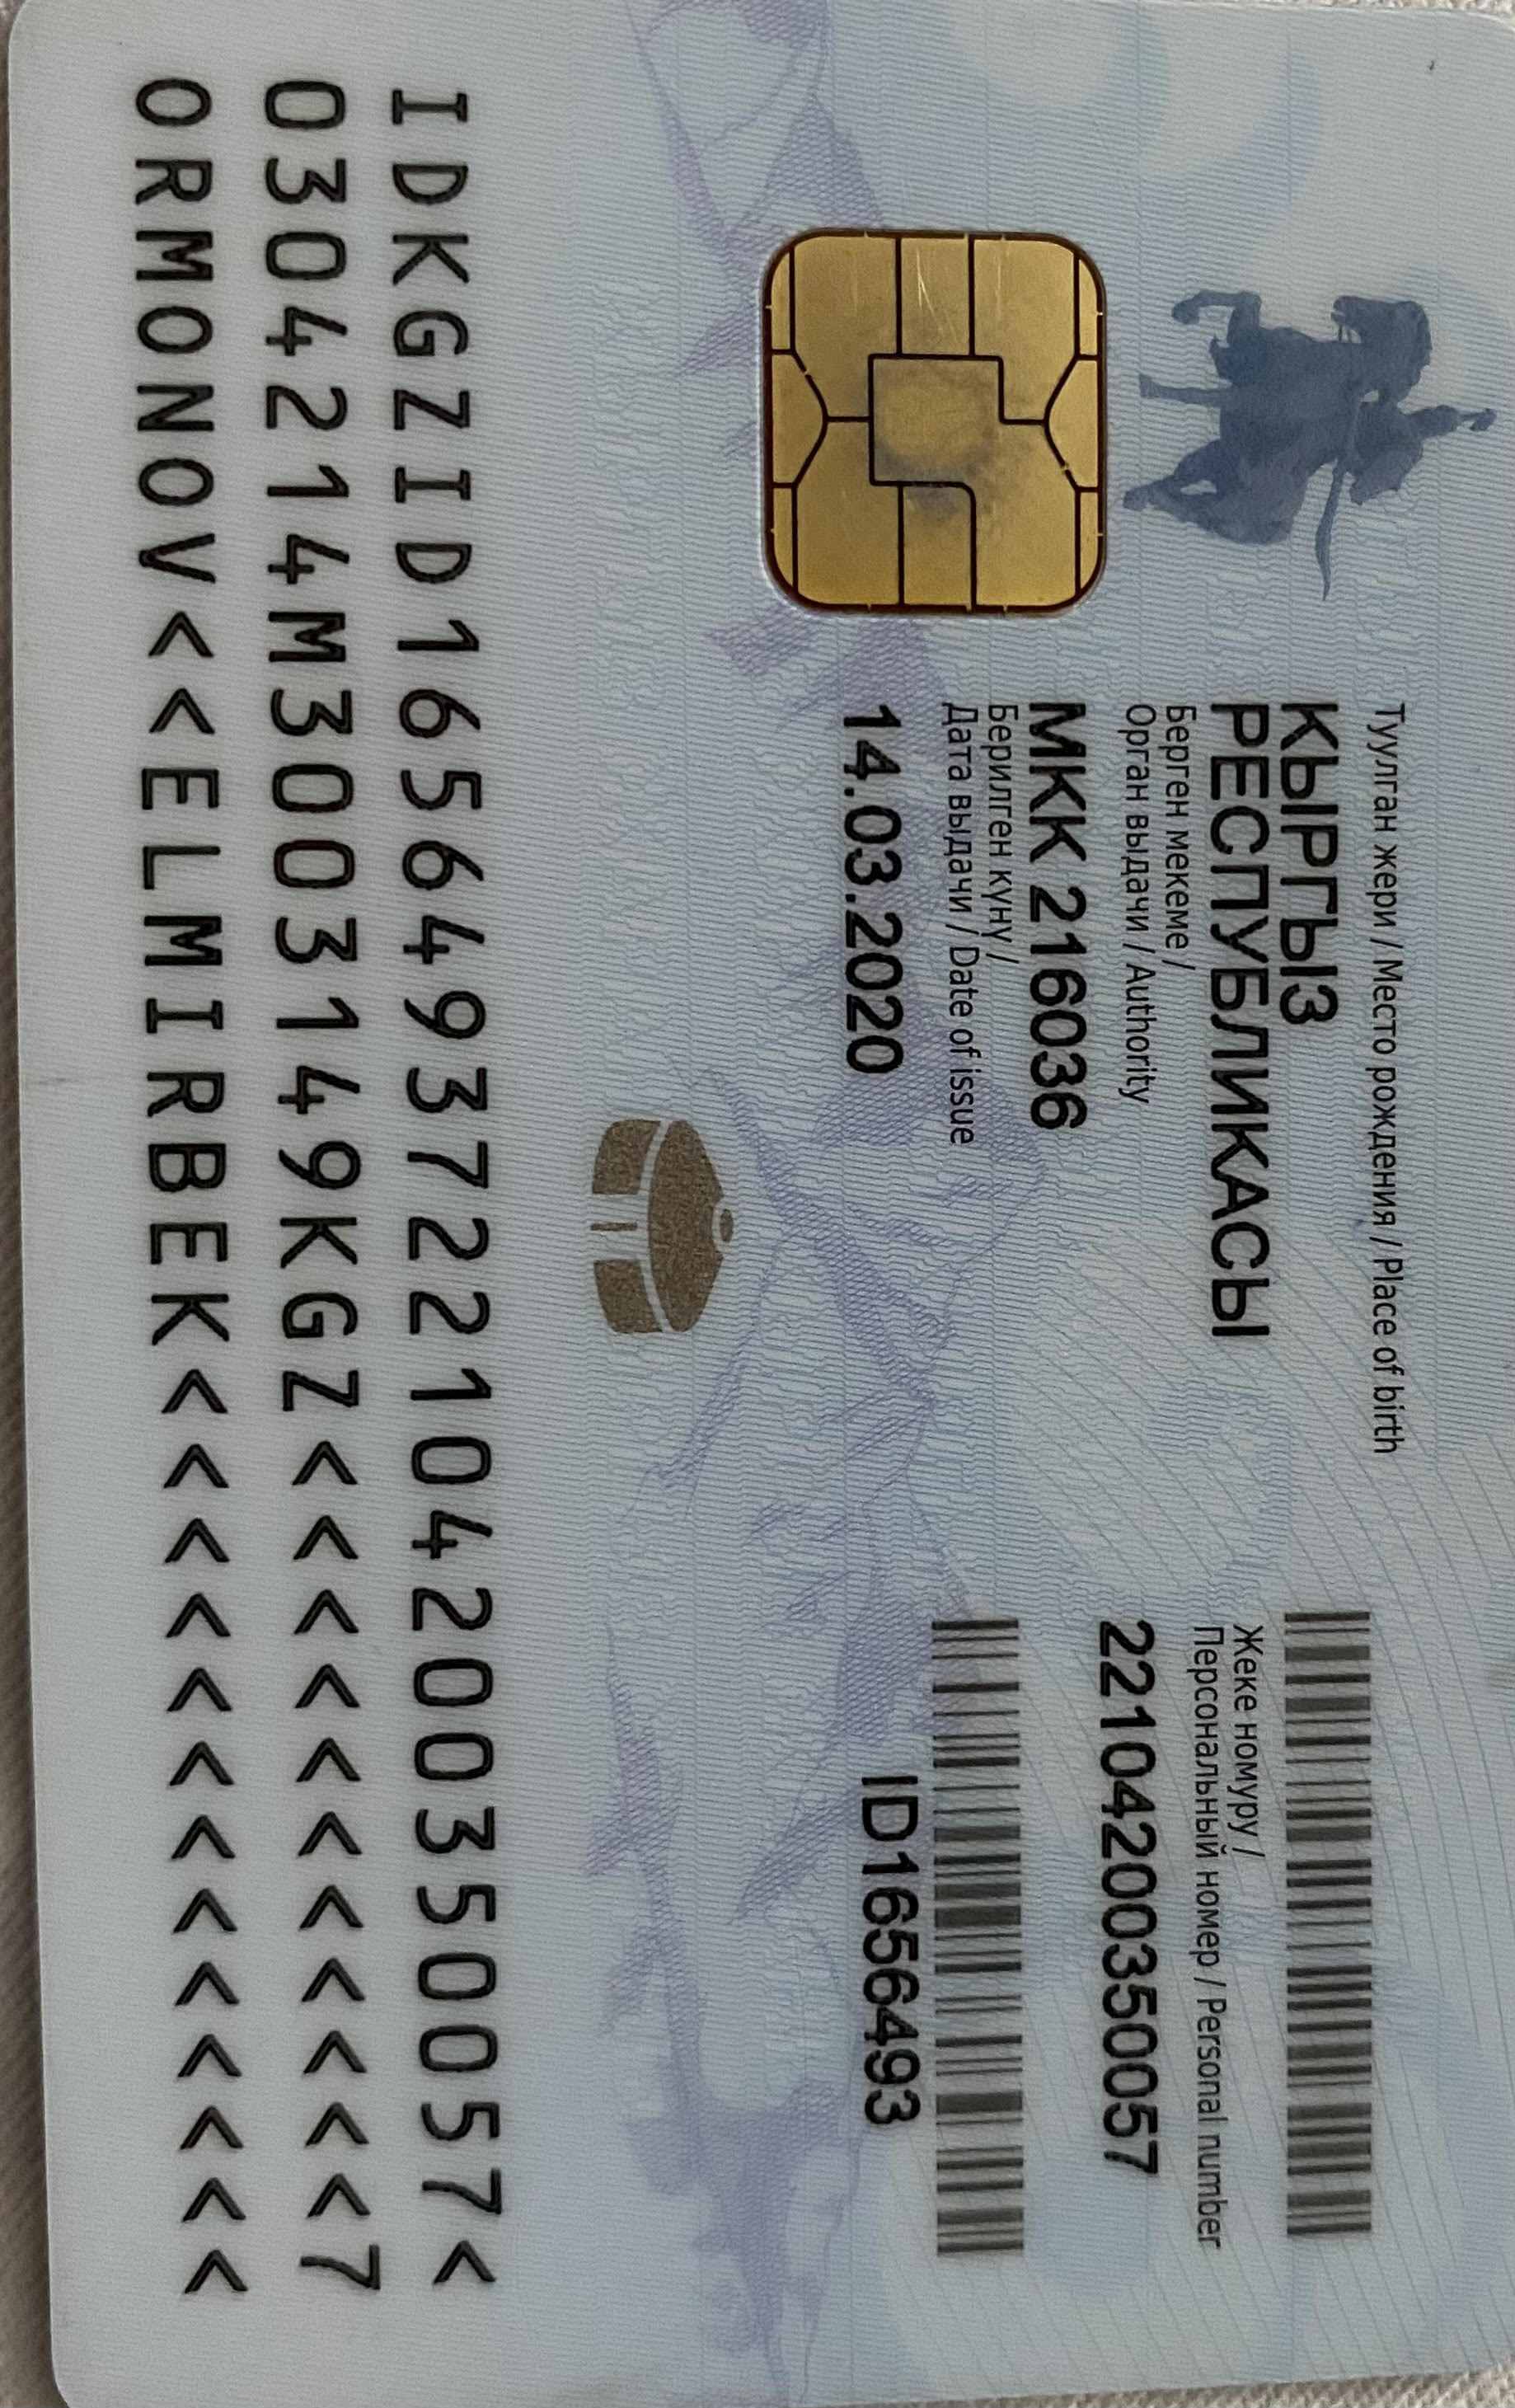 Туулган жери / Место рождения / Place of birth
КЫРГЫЗ
РЕСПУБЛИКАСЫ
Берген мекеме /
Орган выдачи / Authority
МКК 216036
Берилген күнү /
Дата выдачи / Date of issue
14.03.2020
Жеке номуру /
Персональный номер / Personal number
22104200350057
ID1656493
IDKGZID1656493722104200350057<
0304214M3003149KGZ<<<<<<<<<<<7
ORMONOV<<ELMIRBEK<<<<<<<<<<<<<